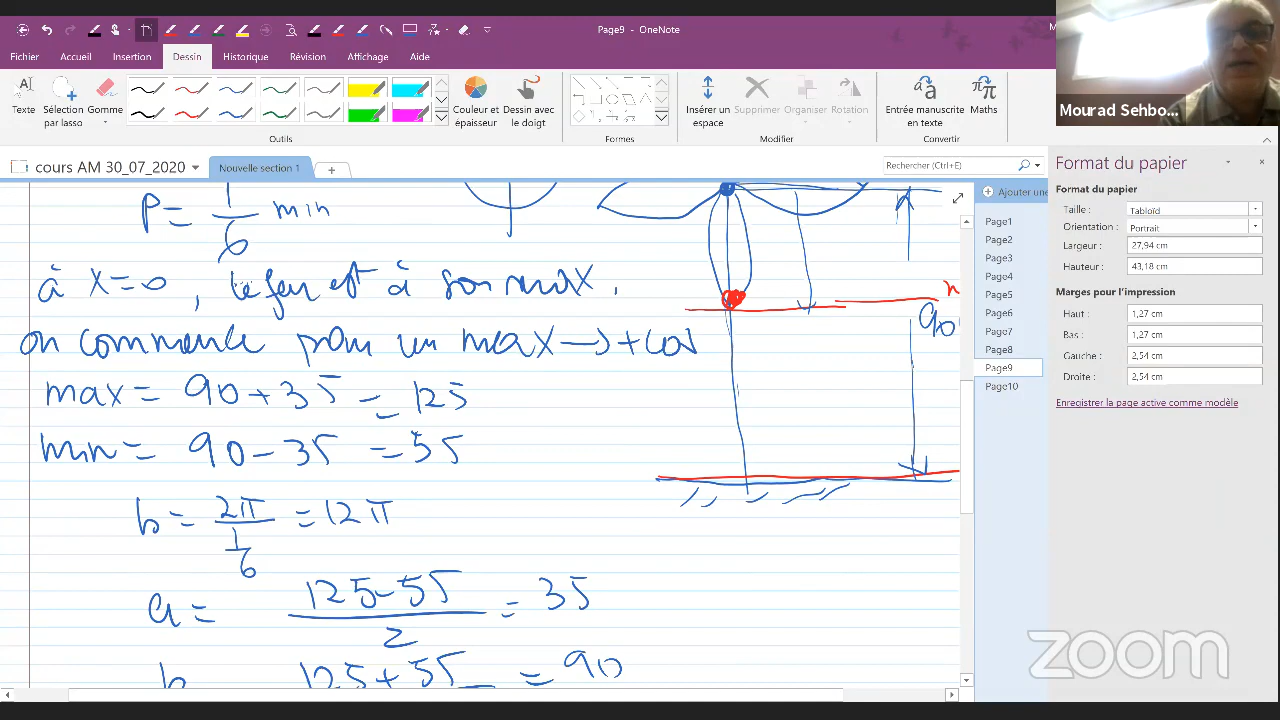 Page9 - OneNote
Fichier Accueil Insertion Dessin Historique Révision Affichage Aide
Texte
Sélection par lasso
Gomme
Couleur et épaisseur
Dessin avec le doigt
Insérer un espace
Supprimer
Organiser
Rotation
Entrée manuscrite en texte
Maths
Outils
Formes
Modifier
Convertir
Mourad Sehbo...
cours AM 30_07_2020
Nouvelle section 1
+
Rechercher (Ctrl+E)
P = 1/6 min
à x=0, le feu est à son max.
on commence pour un max → + cos
max = 90 + 35 = 125
min = 90 - 35 = 55
b = 2π / 1/6 = 12π
a = 125 - 55 / 2 = 35
125 + 55 = 90
90
Ajouter une
Page1
Page2
Page3
Page4
Page5
Page6
Page7
Page8
Page9
Page10
Format du papier
Format du papier
Taille : Tabloïd
Orientation : Portrait
Largeur : 27,94 cm
Hauteur : 43,18 cm
Marges pour l'impression
Haut : 1,27 cm
Bas : 1,27 cm
Gauche : 2,54 cm
Droite : 2,54 cm
Enregistrer la page active comme modèle
zoom